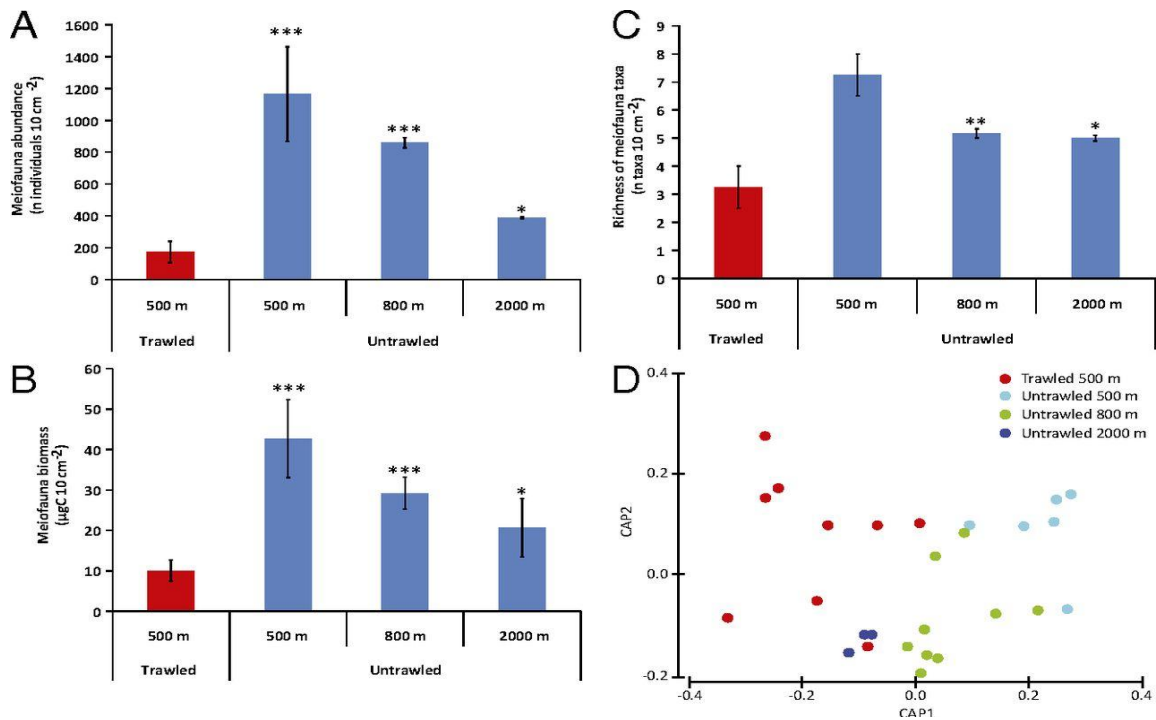 A
Meiofauna abundance
(n individuals 10 cm -2)
1600
1400
1200
1000
800
600
400
200
0
***
***
*
500 m
500 m
800 m
2000 m
Trawled
Untrawled
B
Meiofauna biomass
(µgC 10 cm-2)
60
50
40
30
20
10
0
***
***
*
500 m
500 m
800 m
2000 m
Trawled
Untrawled
C
Richness of meiofauna taxa
(n taxa 10 cm-2)
9
8
7
6
5
4
3
2
1
0
**
*
500 m
500 m
800 m
2000 m
Trawled
Untrawled
D
0.4
0.2
0.0
-0.2
CAP2
Trawled 500 m
Untrawled 500 m
Untrawled 800 m
Untrawled 2000 m
-0.4
-0.2
0.0
0.2
0.4
CAP1